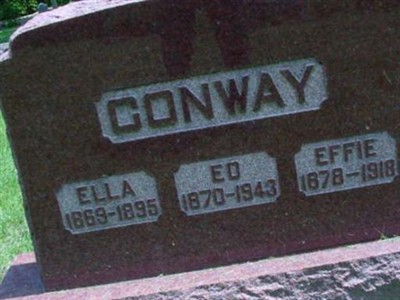 CONWAY
ELLA
1869-1895
ED
1870-1943
EFFIE
1878-1918